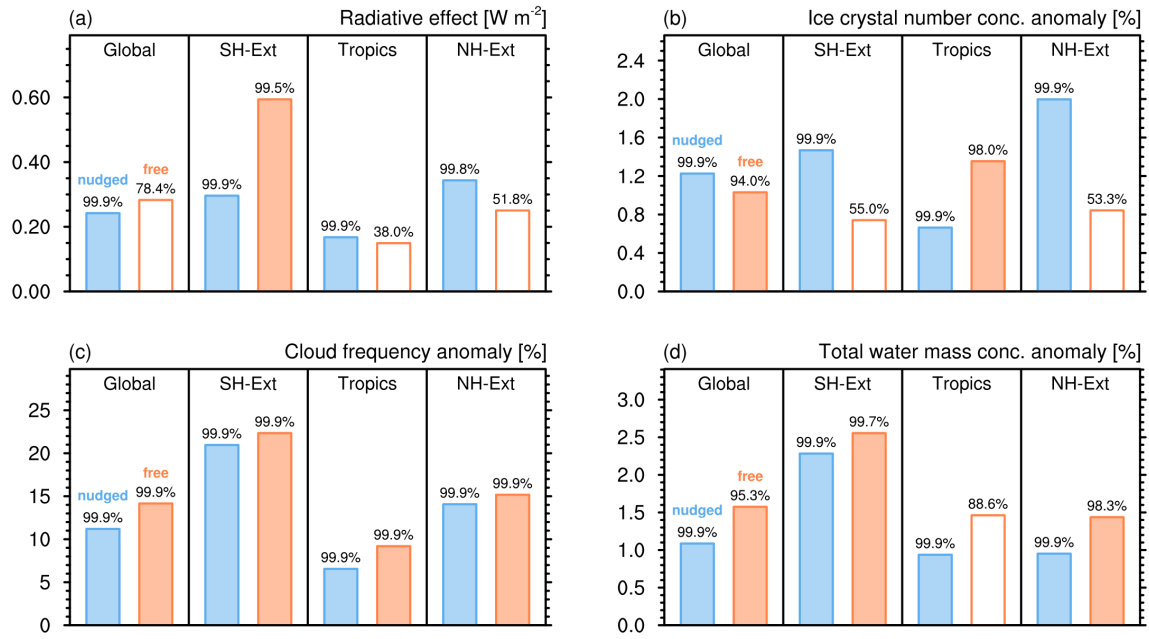 (a) Radiative effect [W m-2]
Global SH-Ext Tropics NH-Ext
0.60
0.40
0.20
0.00
nudged free
99.9% 78.4% 99.9% 99.5% 99.9% 38.0% 99.8% 51.8%
(b) Ice crystal number conc. anomaly [%]
Global SH-Ext Tropics NH-Ext
2.4
2.0
1.6
1.2
0.8
0.4
0.0
nudged free
99.9% 94.0% 99.9% 55.0% 99.9% 98.0% 99.9% 53.3%
(c) Cloud frequency anomaly [%]
Global SH-Ext Tropics NH-Ext
25
20
15
10
5
0
nudged free
99.9% 99.9% 99.9% 99.9% 99.9% 99.9% 99.9% 99.9%
(d) Total water mass conc. anomaly [%]
Global SH-Ext Tropics NH-Ext
3.0
2.5
2.0
1.5
1.0
0.5
0.0
nudged free
99.9% 95.3% 99.9% 99.7% 99.9% 88.6% 99.9% 98.3%